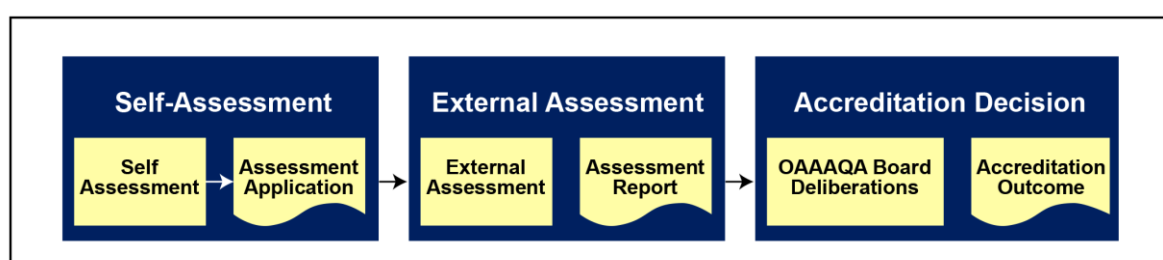 Self-Assessment
Self
Assessment
Assessment
Application
External Assessment
External
Assessment
Assessment
Report
Accreditation Decision
OAAAQA Board
Deliberations
Accreditation
Outcome